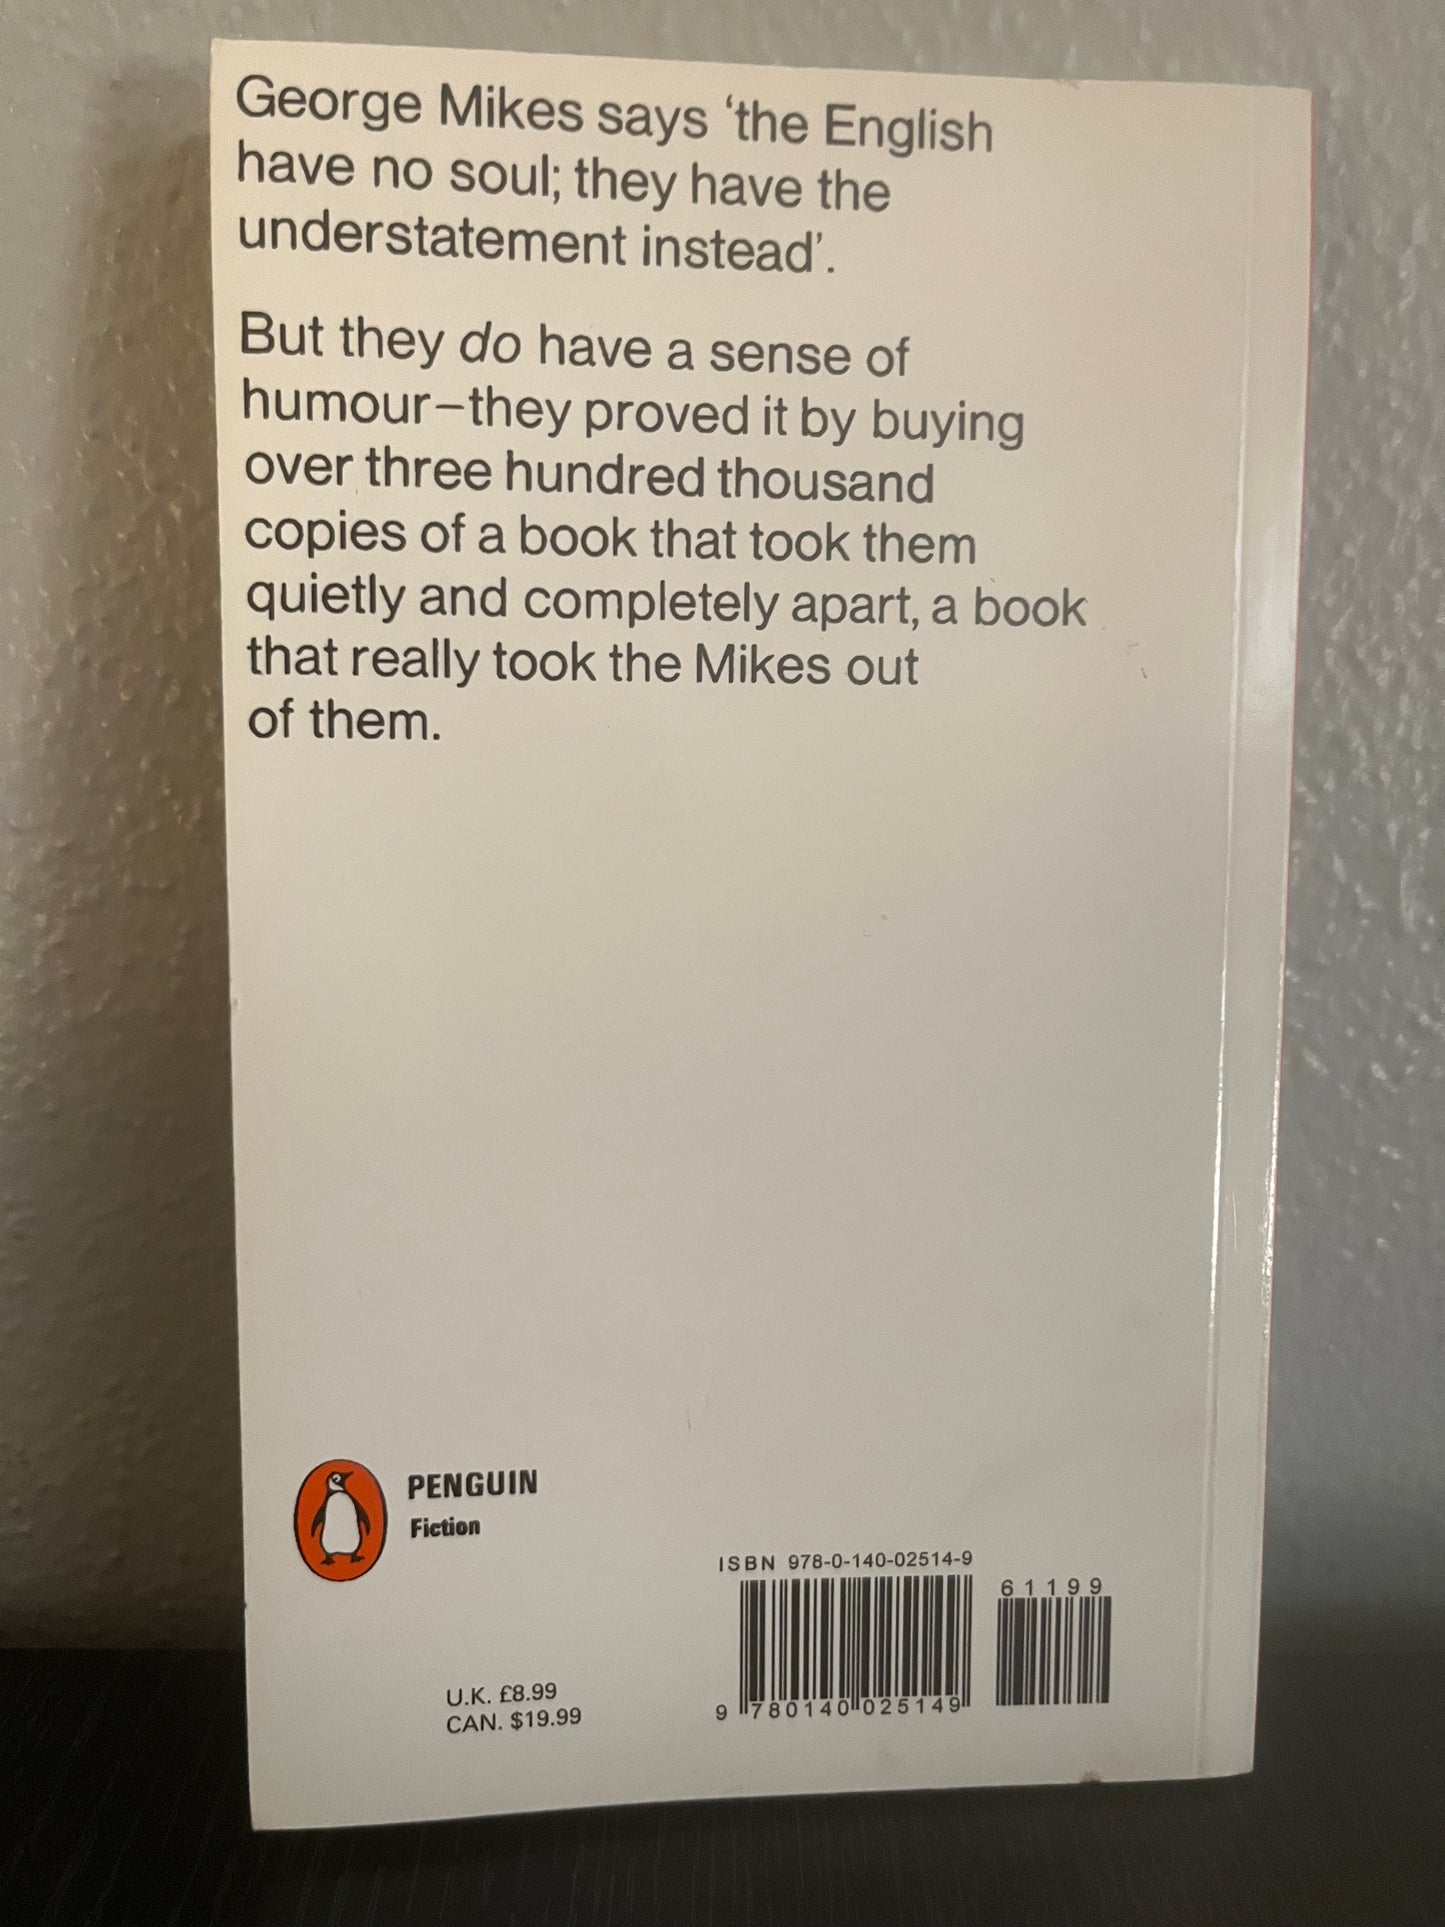 George Mikes says ‘the English
have no soul; they have the
understatement instead’.
But they do have a sense of
humour–they proved it by buying
over three hundred thousand
copies of a book that took them
quietly and completely apart, a book
that really took the Mikes out
of them.
PENGUIN
Fiction
U.K. £8.99
CAN. $19.99
ISBN 978-0-140-02514-9
61199
9 780140 025149